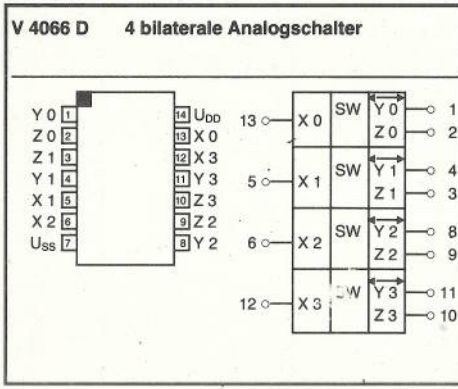 V 4066 D 4 bilaterale Analogschalter
Y 0 1
Z 0 2
Z 1 3
Y 1 4
X 1 5
X 2 6
USS 7
14 UDD
13 X 0
12 X 3
11 Y 3
10 Z 3
9 Z 2
8 Y 2
13 X 0 SW Y 0 1
Z 0 2
5 X 1 SW Y 1 4
Z 1 3
6 X 2 SW Y 2 8
Z 2 9
12 X 3 SW Y 3 11
Z 3 10